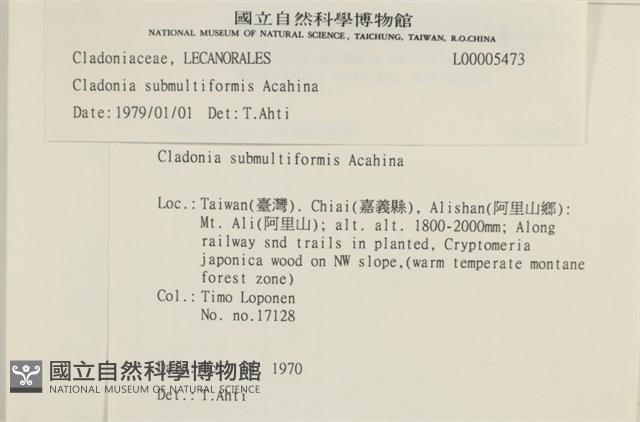 國立自然科學博物館
NATIONAL MUSEUM OF NATURAL SCIENCE, TAICHUNG, TAIWAN, R.O.CHINA
Cladoniaceae, LECANORALES L00005473
Cladonia submultiformis Acahina
Date:1979/01/01 Det:T.Ahti
Cladonia submultiformis Acahina
Loc.:Taiwan(臺灣). Chiai(嘉義縣), Alishan(阿里山鄉):
Mt. Ali(阿里山); alt. alt. 1800-2000mm; Along
railway snd trails in planted, Cryptomeria
japonica wood on NW slope,(warm temperate montane
forest zone)
Col.:Timo Loponen
No. no.17128
1970
國立自然科學博物館
NATIONAL MUSEUM OF NATURAL SCIENCE
Det.:T.Ahti